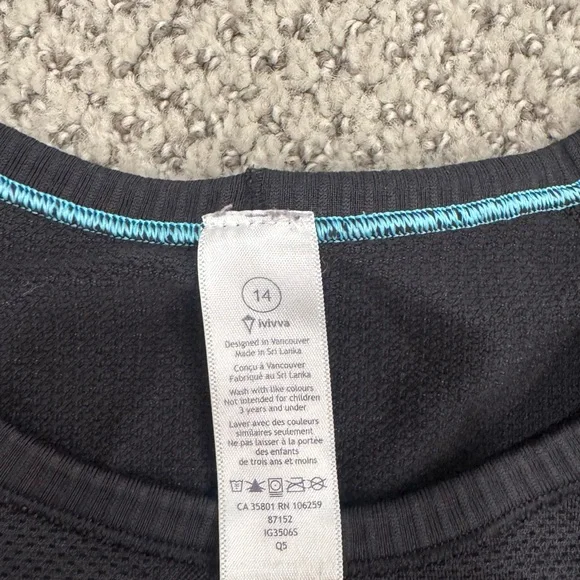 14
ivivva
Designed in Vancouver
Made in Sri Lanka
Conçu à Vancouver
Fabriqué au Sri Lanka
Wash with like colours
Not intended for children
3 years and under
Laver avec des couleurs
similaires seulement
Ne pas laisser à la portée
des enfants
de trois ans et moins
CA 35801 RN 106259
87152
IG3506S
Q5